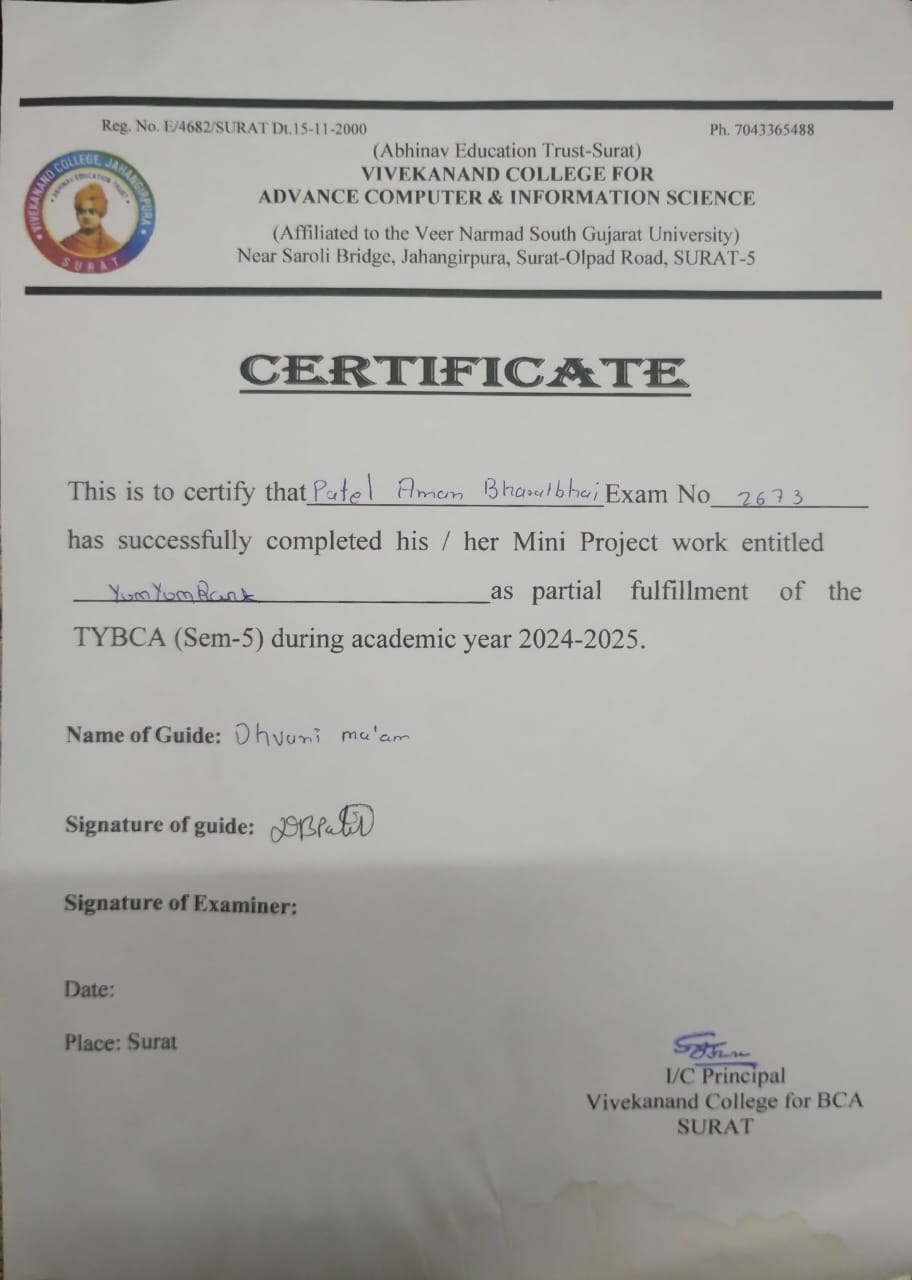 Reg. No. E/4682/SURAT Dt.15-11-2000
Ph. 7043365488
VIVEKANAND COLLEGE, JAHANGIRPURA
ABHINAV EDUCATION TRUST
SURAT
(Abhinav Education Trust-Surat)
VIVEKANAND COLLEGE FOR
ADVANCE COMPUTER & INFORMATION SCIENCE
(Affiliated to the Veer Narmad South Gujarat University)
Near Saroli Bridge, Jahangirpura, Surat-Olpad Road, SURAT-5
CERTIFICATE
This is to certify that Patel Aman Bharatbhai Exam No 2673
has successfully completed his / her Mini Project work entitled
YumYumRank as partial fulfillment of the
TYBCA (Sem-5) during academic year 2024-2025.
Name of Guide: Dhvani ma'am
Signature of guide: DBPatel
Signature of Examiner:
Date:
Place: Surat
I/C Principal
Vivekanand College for BCA
SURAT